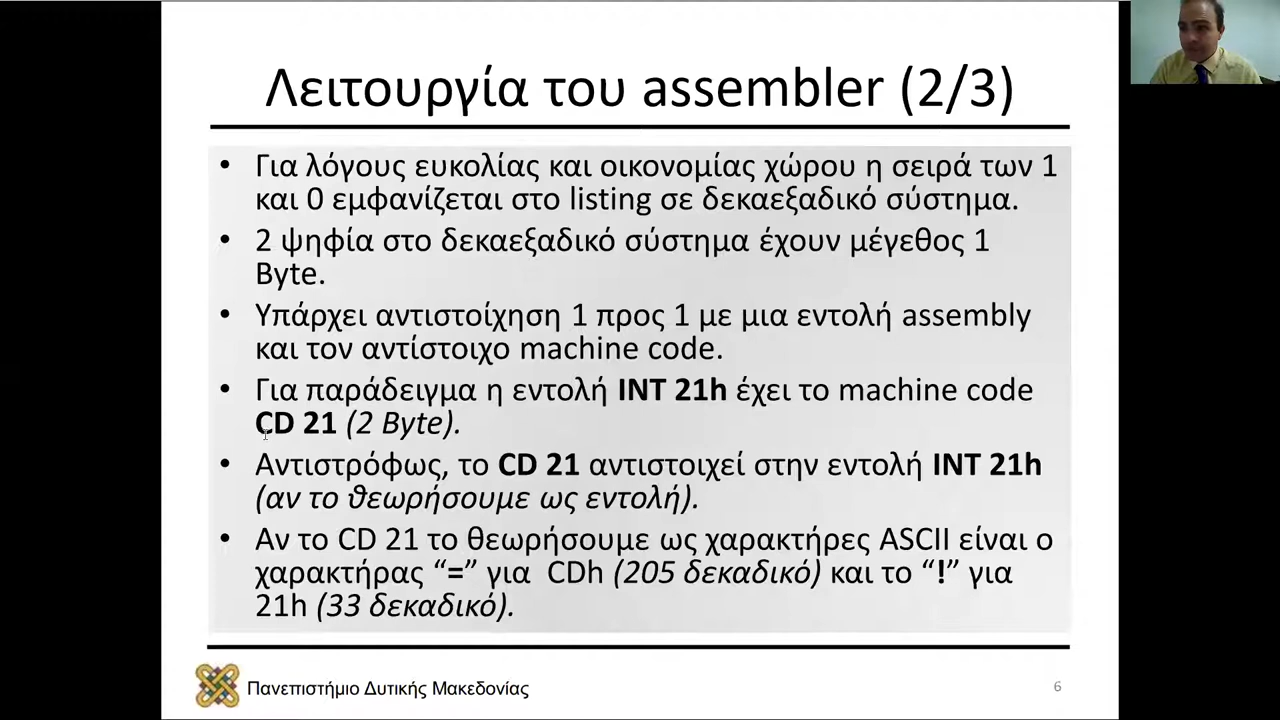 Λειτουργία του assembler (2/3)
• Για λόγους ευκολίας και οικονομίας χώρου η σειρά των 1
και 0 εμφανίζεται στο listing σε δεκαεξαδικό σύστημα.
• 2 ψηφία στο δεκαεξαδικό σύστημα έχουν μέγεθος 1
Byte.
• Υπάρχει αντιστοίχηση 1 προς 1 με μια εντολή assembly
και τον αντίστοιχο machine code.
• Για παράδειγμα η εντολή INT 21h έχει το machine code
CD 21 (2 Byte).
• Αντιστρόφως, το CD 21 αντιστοιχεί στην εντολή INT 21h
(αν το θεωρήσουμε ως εντολή).
• Αν το CD 21 το θεωρήσουμε ως χαρακτήρες ASCII είναι ο
χαρακτήρας “=” για CDh (205 δεκαδικό) και το “!” για
21h (33 δεκαδικό).
Πανεπιστήμιο Δυτικής Μακεδονίας
6